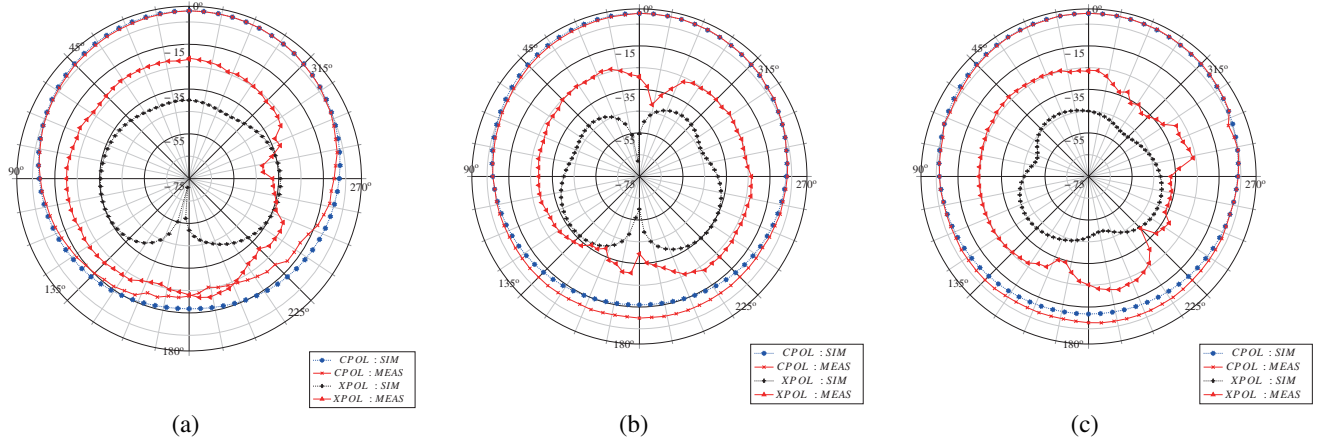 0°
45°
315°
-15
-35
-55
-75
90°
270°
135°
225°
180°
CPOL : SIM
CPOL : MEAS
XPOL : SIM
XPOL : MEAS
(a)
0°
45°
315°
-15
-35
-55
-75
90°
270°
135°
225°
180°
CPOL : SIM
CPOL : MEAS
XPOL : SIM
XPOL : MEAS
(b)
0°
45°
315°
-15
-35
-55
-75
90°
270°
135°
225°
180°
CPOL : SIM
CPOL : MEAS
XPOL : SIM
XPOL : MEAS
(c)